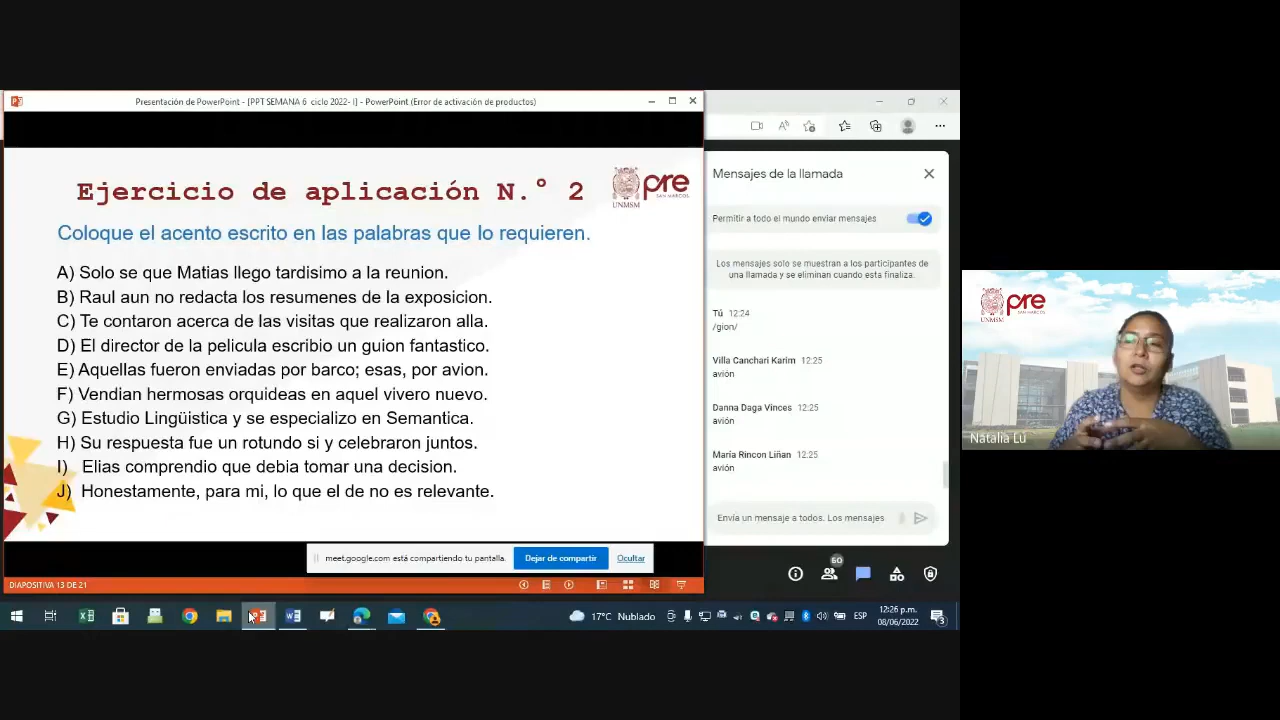 Presentación de PowerPoint - [PPT SEMANA 6 ciclo 2022- I] - PowerPoint (Error de activación de productos)
Ejercicio de aplicación N.º 2
UNMSM
pre
SAN MARCOS
Coloque el acento escrito en las palabras que lo requieren.
A) Solo se que Matias llego tardisimo a la reunion.
B) Raul aun no redacta los resumenes de la exposicion.
C) Te contaron acerca de las visitas que realizaron alla.
D) El director de la pelicula escribio un guion fantastico.
E) Aquellas fueron enviadas por barco; esas, por avion.
F) Vendian hermosas orquideas en aquel vivero nuevo.
G) Estudio Lingüistica y se especializo en Semantica.
H) Su respuesta fue un rotundo si y celebraron juntos.
I) Elias comprendio que debia tomar una decision.
J) Honestamente, para mi, lo que el de no es relevante.
meet.google.com está compartiendo tu pantalla.
Dejar de compartir
Ocultar
DIAPOSITIVA 13 DE 21
Mensajes de la llamada
Permitir a todo el mundo enviar mensajes
Los mensajes solo se muestran a los participantes de
una llamada y se eliminan cuando esta finaliza.
Tú 12:24
/gion/
Villa Canchari Karim 12:25
avión
Danna Daga Vinces 12:25
avión
María Rincon Liñan 12:25
avión
Envía un mensaje a todos. Los mensajes
60
17°C Nublado
ESP
12:26 p.m.
08/06/2022
3
UNMSM
pre
SAN MARCOS
Natalia Lu